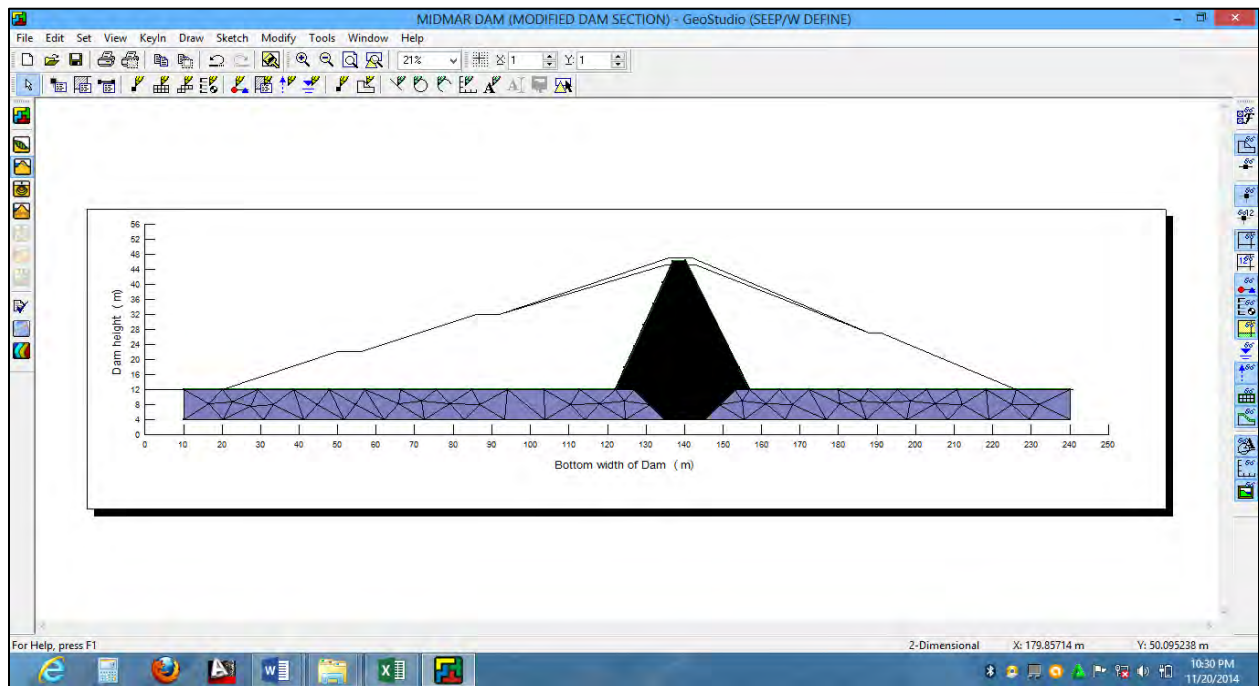 MIDMAR DAM (MODIFIED DAM SECTION) - GeoStudio (SEEP/W DEFINE)
File Edit Set View KeyIn Draw Sketch Modify Tools Window Help
21% X: 1 Y: 1
56
52
48
44
40
36
32
28
24
20
16
12
8
4
0
Dam height ( m)
0 10 20 30 40 50 60 70 80 90 100 110 120 130 140 150 160 170 180 190 200 210 220 230 240 250
Bottom width of Dam ( m)
For Help, press F1 2-Dimensional X: 179.85714 m Y: 50.095238 m
10:30 PM
11/20/2014